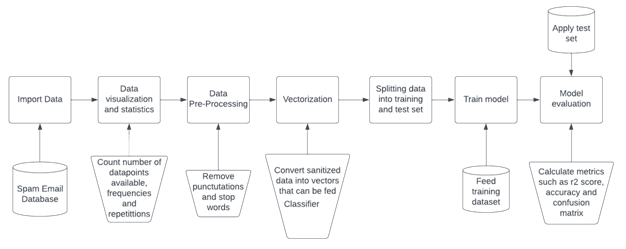 Apply test
set
Import Data
Data
visualization
and statistics
Data
Pre-Processing
Vectorization
Splitting data
into training
and test set
Train model
Model
evaluation
Spam Email
Database
Count number of
datapoints
available,
frequencies and
repetittions
Remove
punctutations
and stop
words
Convert sanitized
data into vectors
that can be fed
Classifier
Feed
training
dataset
Calculate metrics
such as r2 score,
accuracy and
confusion
matrix